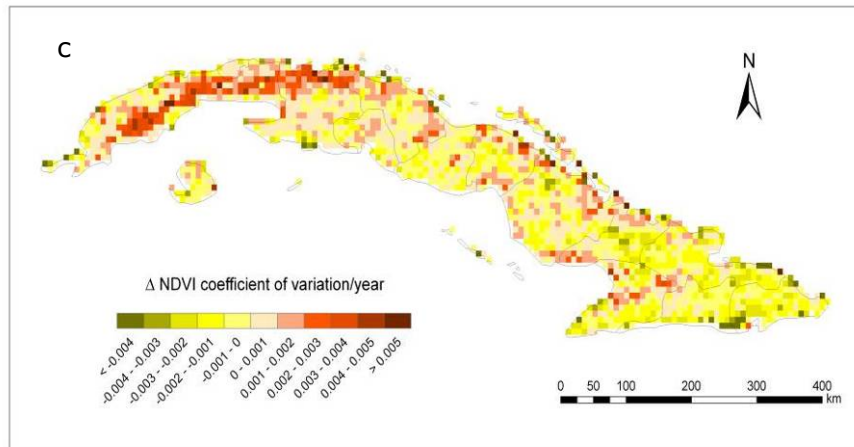 C
N
Δ NDVI coefficient of variation/year
< -0.004
-0.004 - -0.003
-0.003 - -0.002
-0.002 - -0.001
-0.001 - 0
0 - 0.001
0.001 - 0.002
0.002 - 0.003
0.003 - 0.004
0.004 - 0.005
> 0.005
0 25 50 100 200 300 400
km